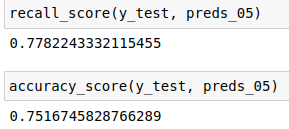 recall_score(y_test, preds_05)
0.7782243332115455
accuracy_score(y_test, preds_05)
0.7516745828766289